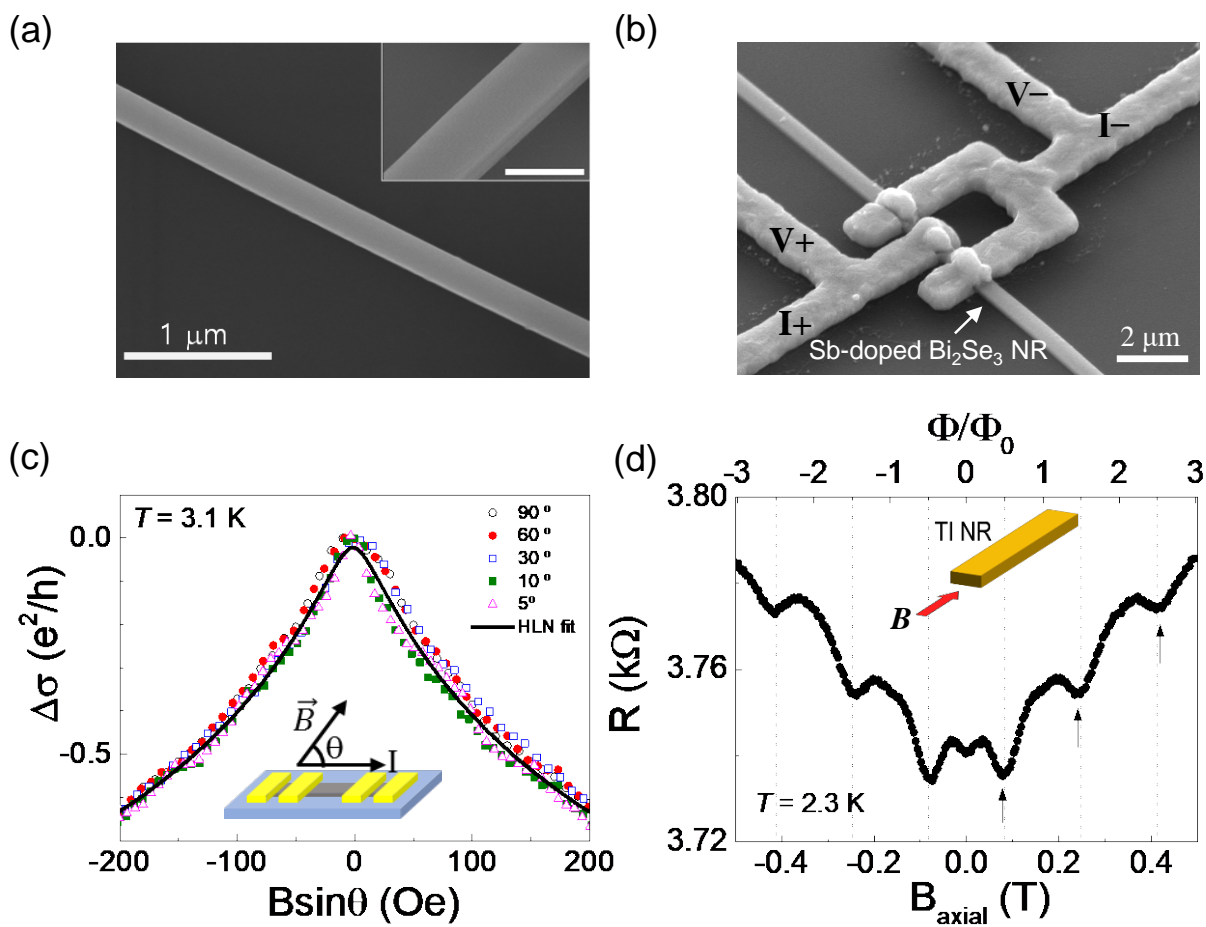 (a)
1 μm
(b)
V−
I−
V+
I+
Sb-doped Bi₂Se₃ NR
2 μm
(c)
T = 3.1 K
90 º
60 º
30 º
10 º
5º
HLN fit
0.0
-0.5
Δσ (e²/h)
B⃗
θ
I
-200 -100 0 100 200
Bsinθ (Oe)
(d)
Φ/Φ₀
-3 -2 -1 0 1 2 3
3.80
3.76
3.72
R (kΩ)
TI NR
B
T = 2.3 K
-0.4 -0.2 0.0 0.2 0.4
B_axial (T)